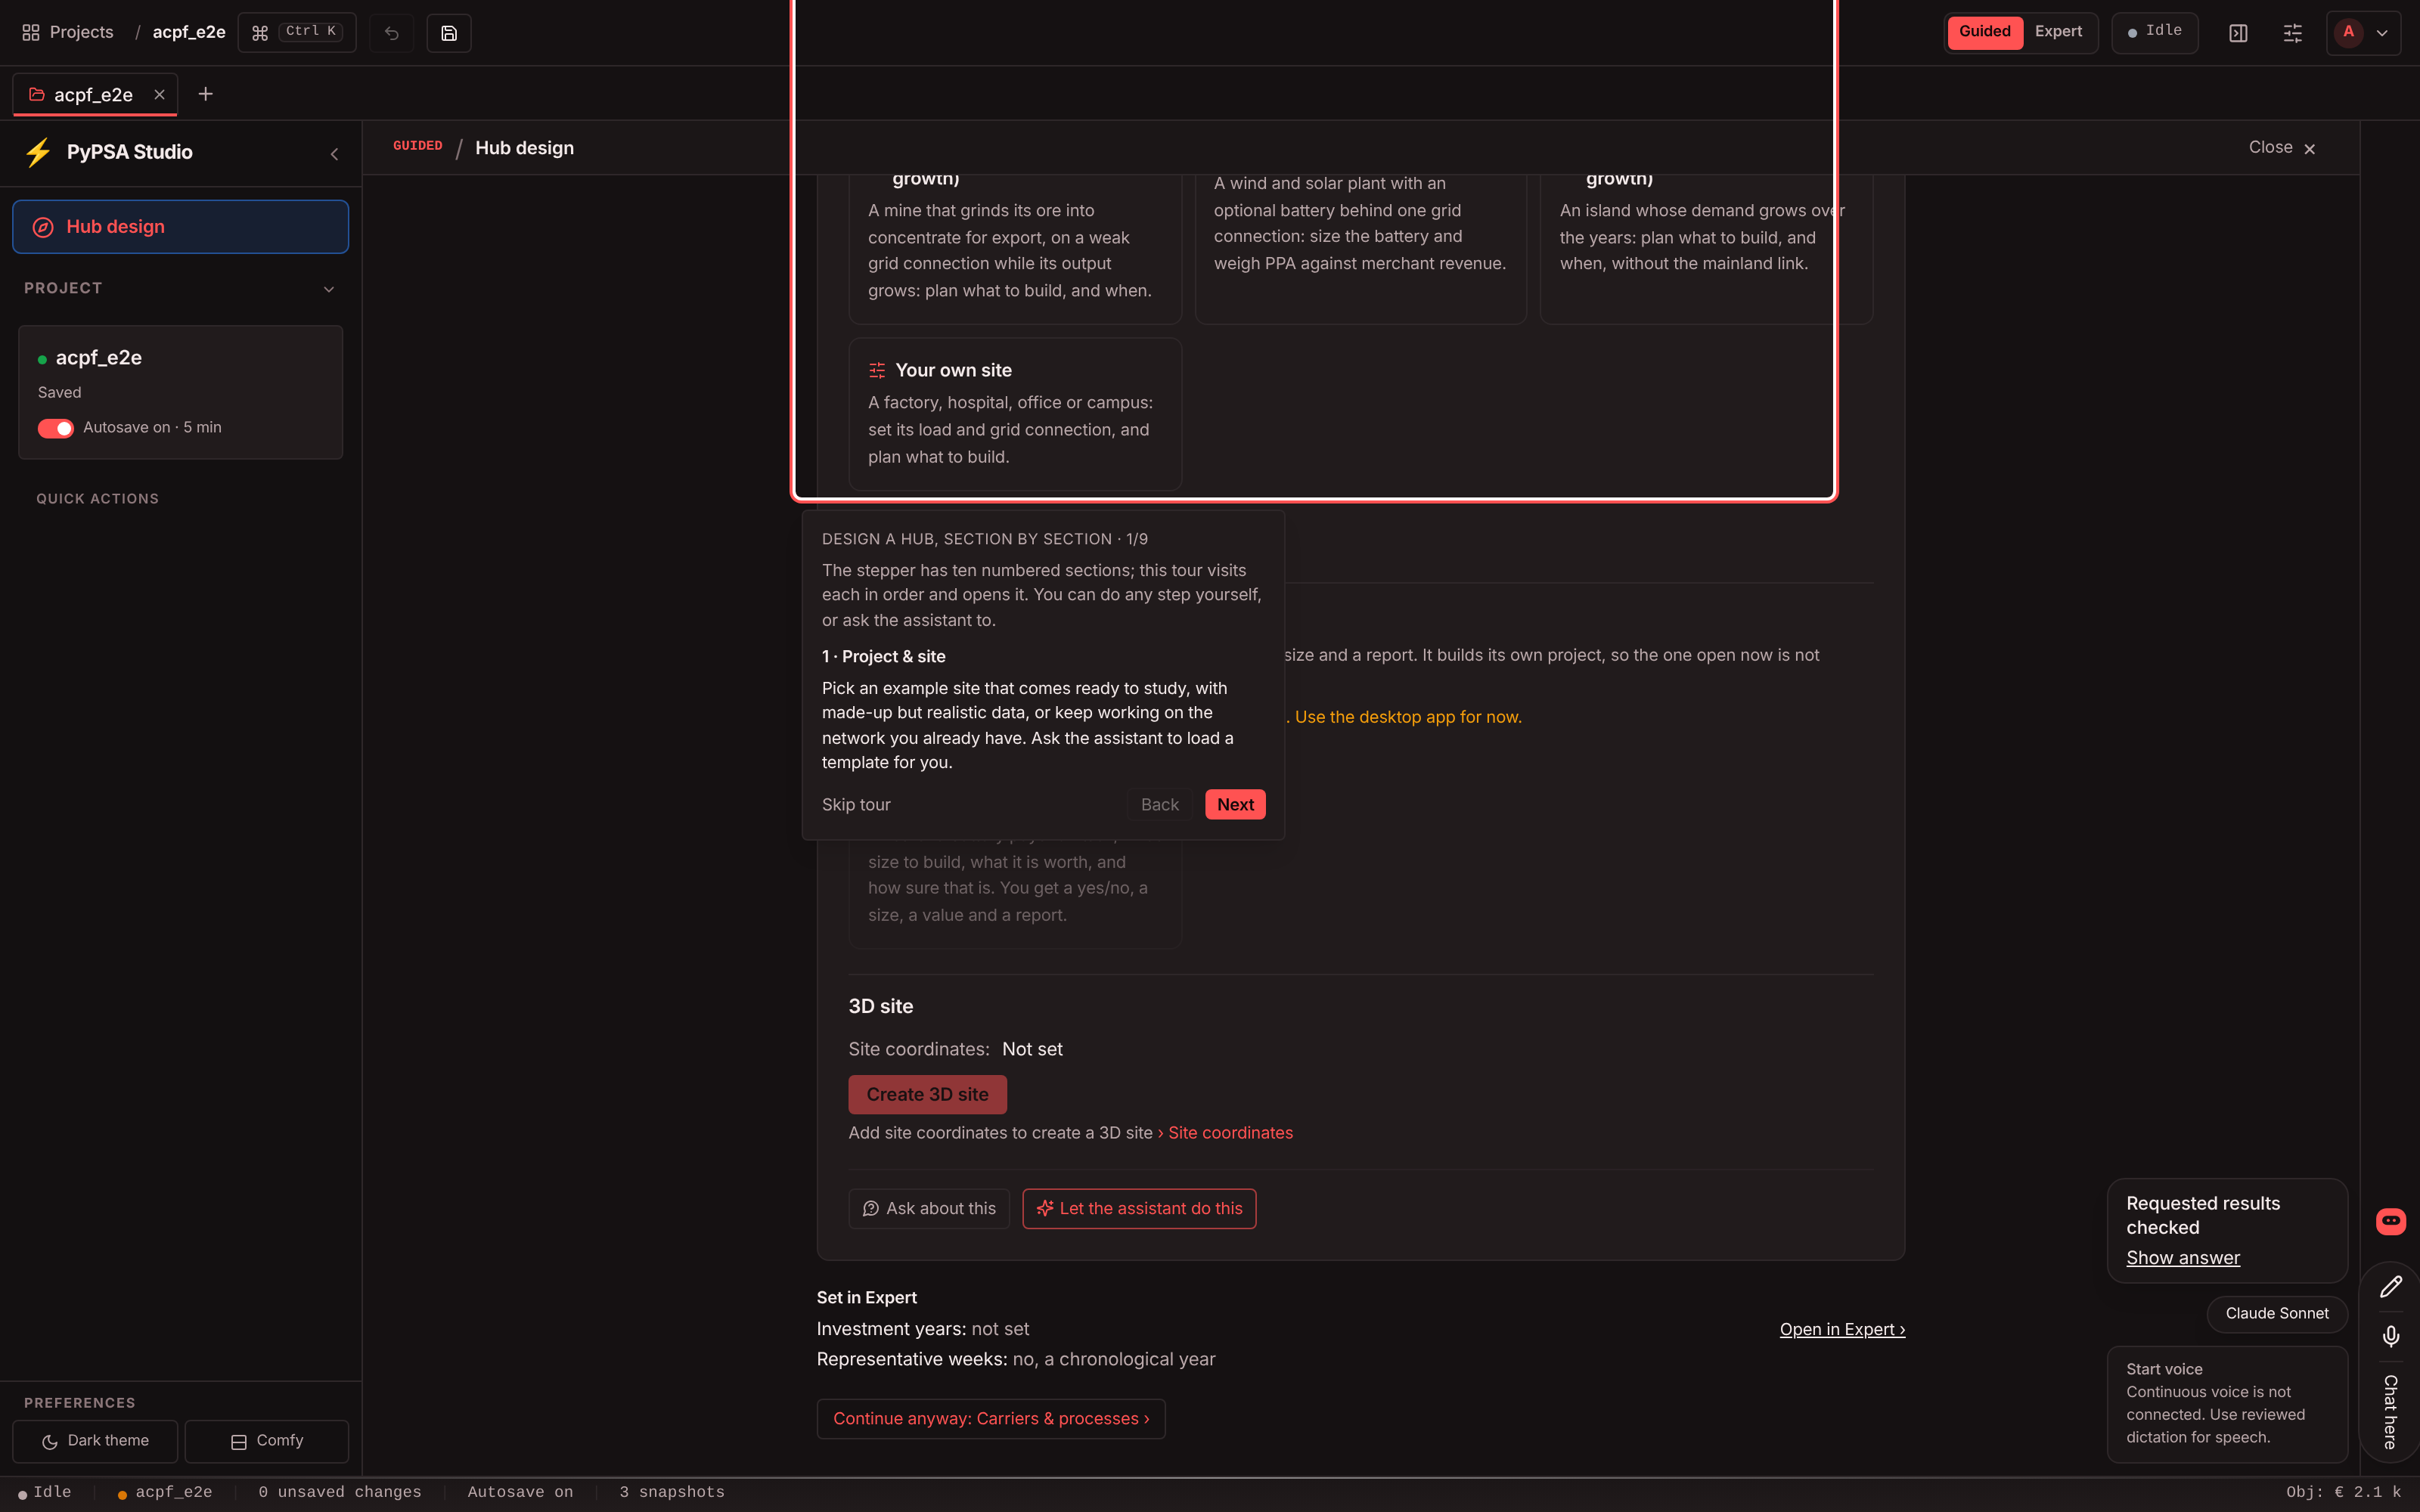 Projects / acpf_e2e
Ctrl K
Guided
Expert
Idle
A
acpf_e2e
PyPSA Studio
GUIDED / Hub design
Close
Hub design
PROJECT
acpf_e2e
Saved
Autosave on · 5 min
QUICK ACTIONS
growth)
A mine that grinds its ore into
concentrate for export, on a weak
grid connection while its output
grows: plan what to build, and when.
A wind and solar plant with an
optional battery behind one grid
connection: size the battery and
weigh PPA against merchant revenue.
growth)
An island whose demand grows over
the years: plan what to build, and
when, without the mainland link.
Your own site
A factory, hospital, office or campus:
set its load and grid connection, and
plan what to build.
DESIGN A HUB, SECTION BY SECTION · 1/9
The stepper has ten numbered sections; this tour visits
each in order and opens it. You can do any step yourself,
or ask the assistant to.
1 · Project & site
Pick an example site that comes ready to study, with
made-up but realistic data, or keep working on the
network you already have. Ask the assistant to load a
template for you.
Skip tour
Back
Next
size and a report. It builds its own project, so the one open now is not
. Use the desktop app for now.
size to build, what it is worth, and
how sure that is. You get a yes/no, a
size, a value and a report.
3D site
Site coordinates: Not set
Create 3D site
Add site coordinates to create a 3D site › Site coordinates
Ask about this
Let the assistant do this
Set in Expert
Investment years: not set
Open in Expert ›
Representative weeks: no, a chronological year
Continue anyway: Carriers & processes ›
Requested results
checked
Show answer
Claude Sonnet
Start voice
Continuous voice is not
connected. Use reviewed
dictation for speech.
Chat here
PREFERENCES
Dark theme
Comfy
Idle
acpf_e2e
0 unsaved changes
Autosave on
3 snapshots
Obj: € 2.1 k